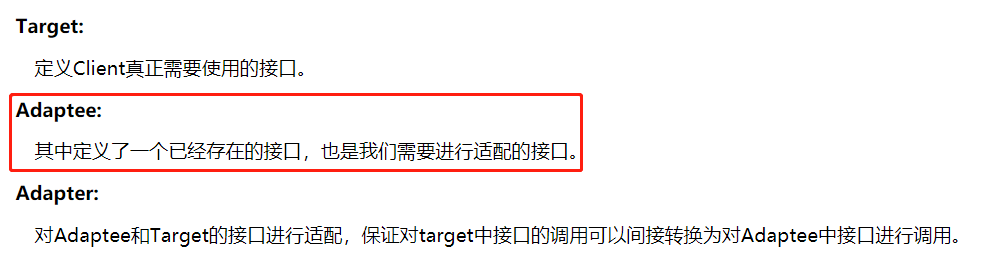 Target:
定义Client真正需要使用的接口。
Adaptee:
其中定义了一个已经存在的接口，也是我们需要进行适配的接口。
Adapter:
对Adaptee和Target的接口进行适配，保证对target中接口的调用可以间接转换为对Adaptee中接口进行调用。